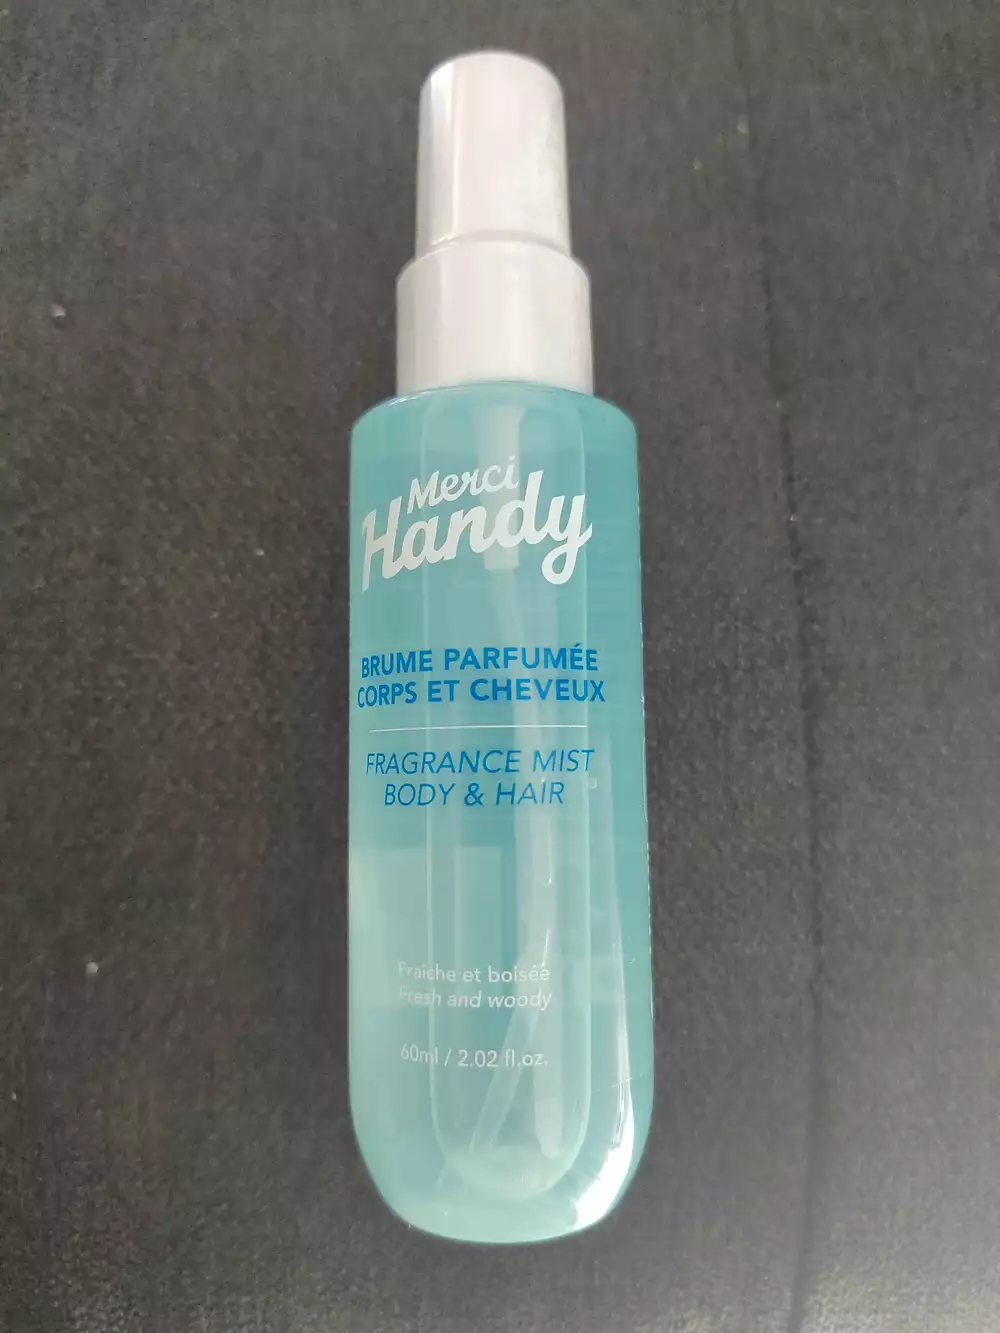 Merci
Handy
BRUME PARFUMÉE
CORPS ET CHEVEUX
FRAGRANCE MIST
BODY & HAIR
Fraîche et boisée
Fresh and woody
60ml / 2.02 fl.oz.